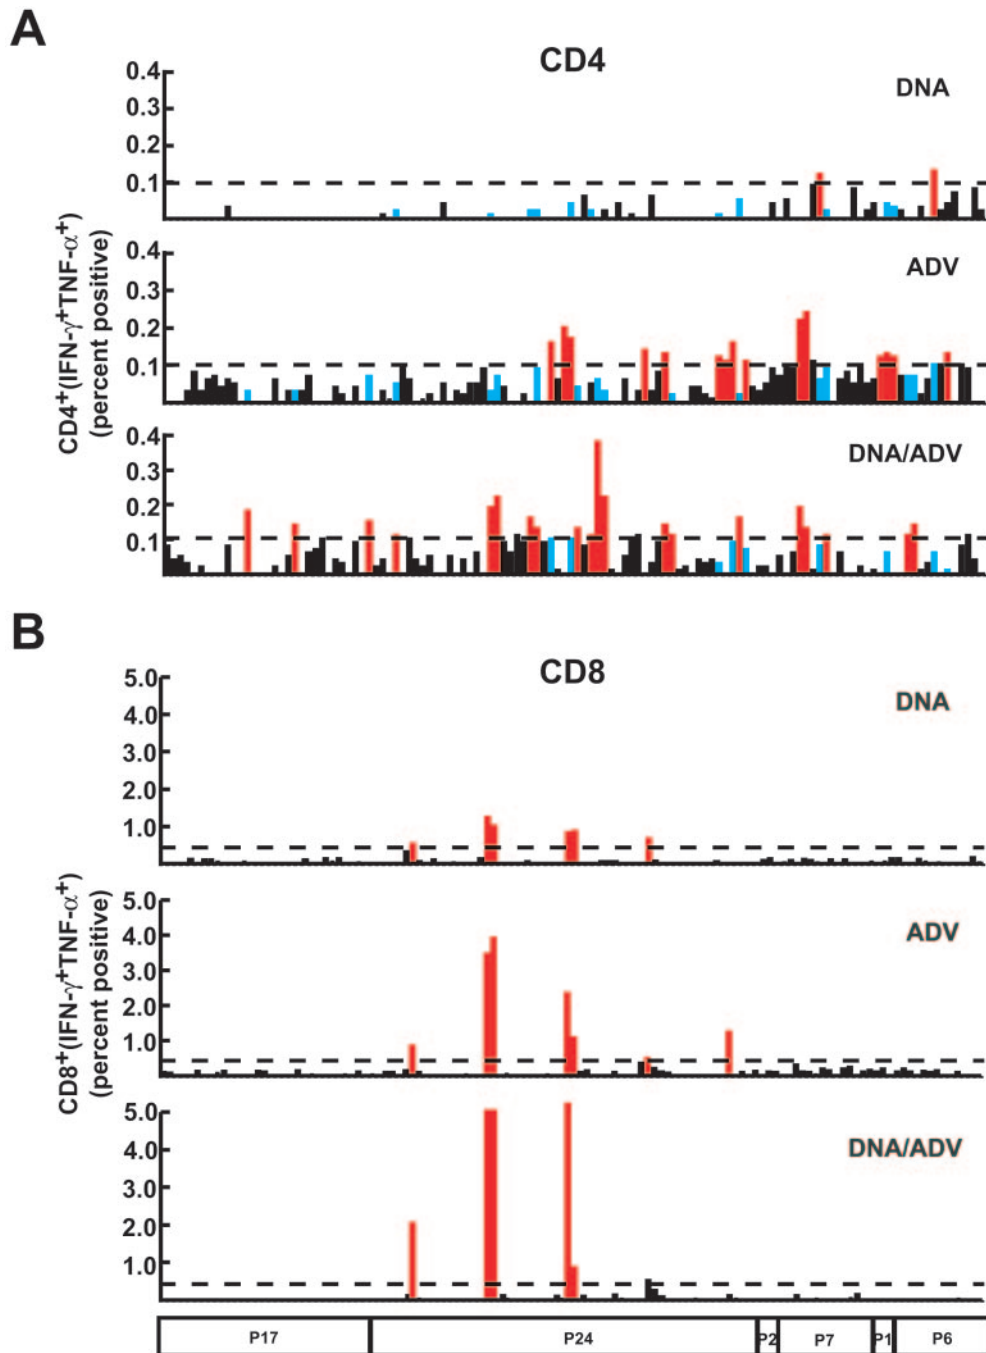 A
CD4
CD4+(IFN-γ+TNF-α+)
(percent positive)
0.4
0.3
0.2
0.1
DNA
0.4
0.3
0.2
0.1
ADV
0.4
0.3
0.2
0.1
DNA/ADV
B
CD8
CD8+(IFN-γ+TNF-α+)
(percent positive)
5.0
4.0
3.0
2.0
1.0
DNA
5.0
4.0
3.0
2.0
1.0
ADV
5.0
4.0
3.0
2.0
1.0
DNA/ADV
P17 P24 P2 P7 P1 P6